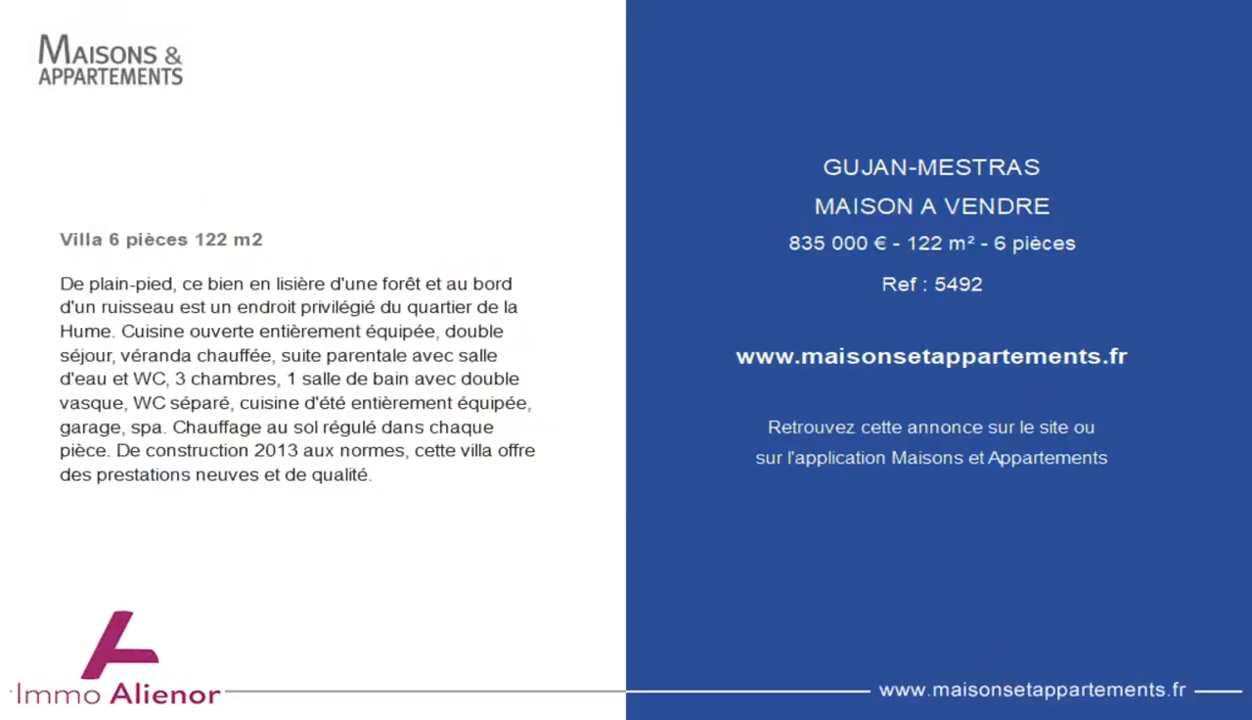 MAISONS &
APPARTEMENTS
Villa 6 pièces 122 m2
De plain-pied, ce bien en lisière d'une forêt et au bord
d'un ruisseau est un endroit privilégié du quartier de la
Hume. Cuisine ouverte entièrement équipée, double
séjour, véranda chauffée, suite parentale avec salle
d'eau et WC, 3 chambres, 1 salle de bain avec double
vasque, WC séparé, cuisine d'été entièrement équipée,
garage, spa. Chauffage au sol régulé dans chaque
pièce. De construction 2013 aux normes, cette villa offre
des prestations neuves et de qualité.
Immo Alienor
GUJAN-MESTRAS
MAISON A VENDRE
835 000 € - 122 m² - 6 pièces
Ref : 5492
www.maisonsetappartements.fr
Retrouvez cette annonce sur le site ou
sur l'application Maisons et Appartements
www.maisonsetappartements.fr